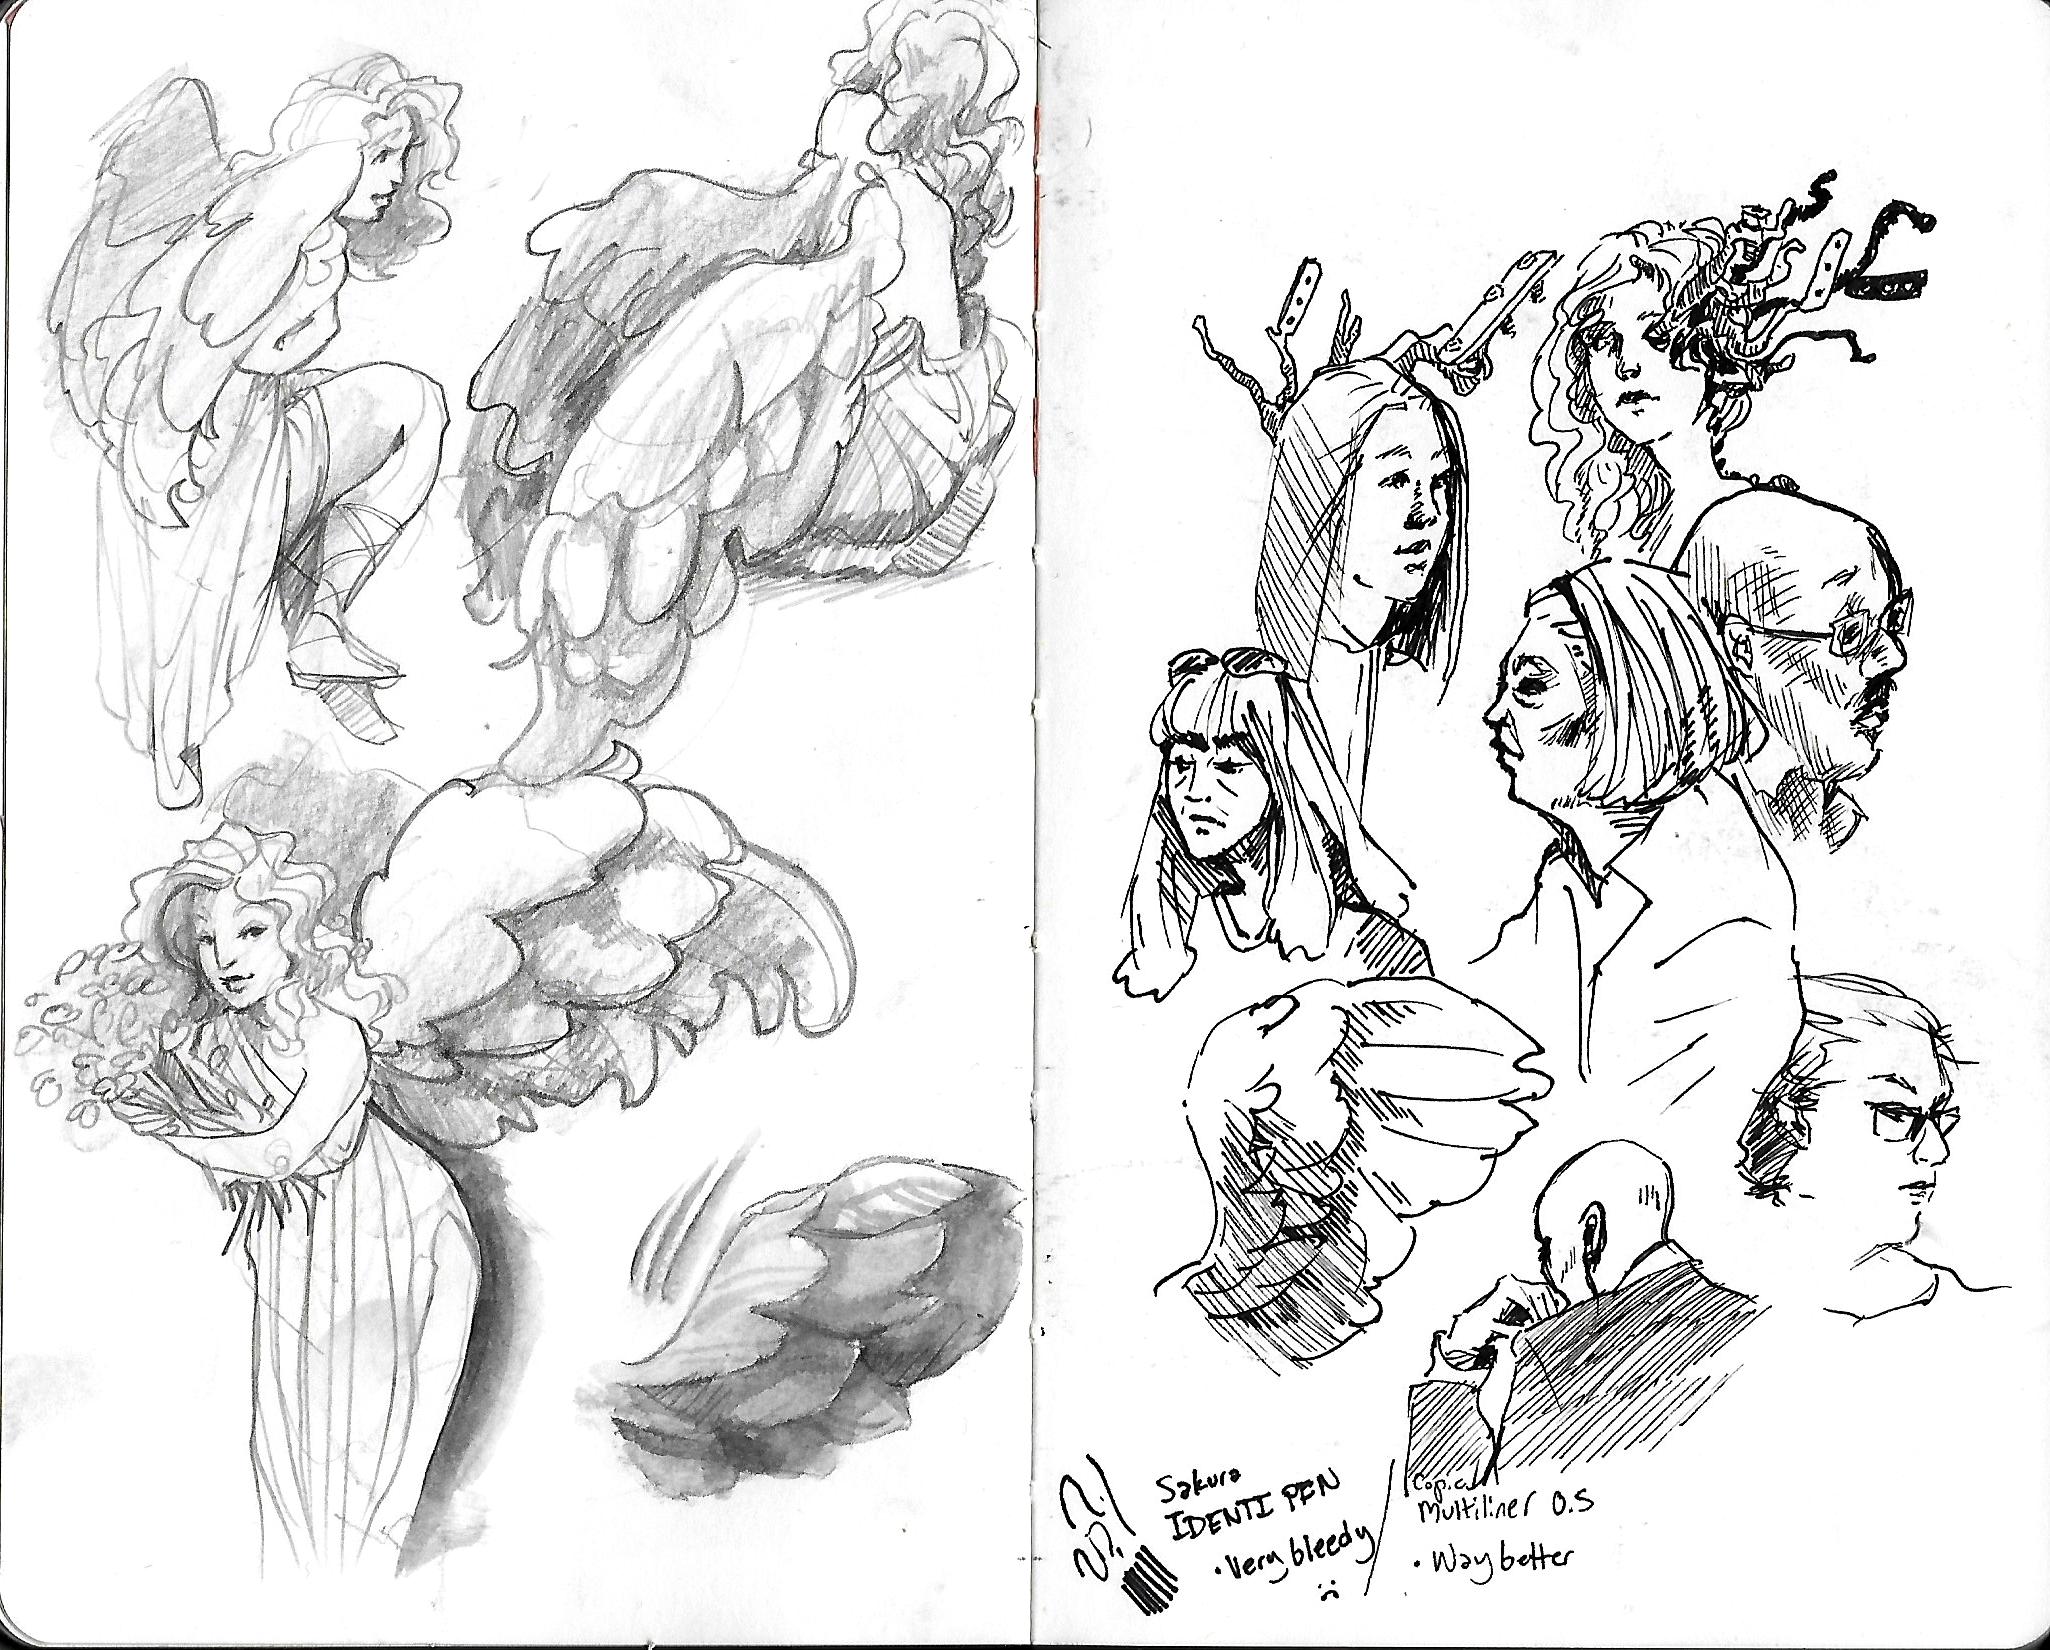 Sakura
IDENTI PEN
• Very bleedy
:(
Copic
Multiliner 0.5
• Way better